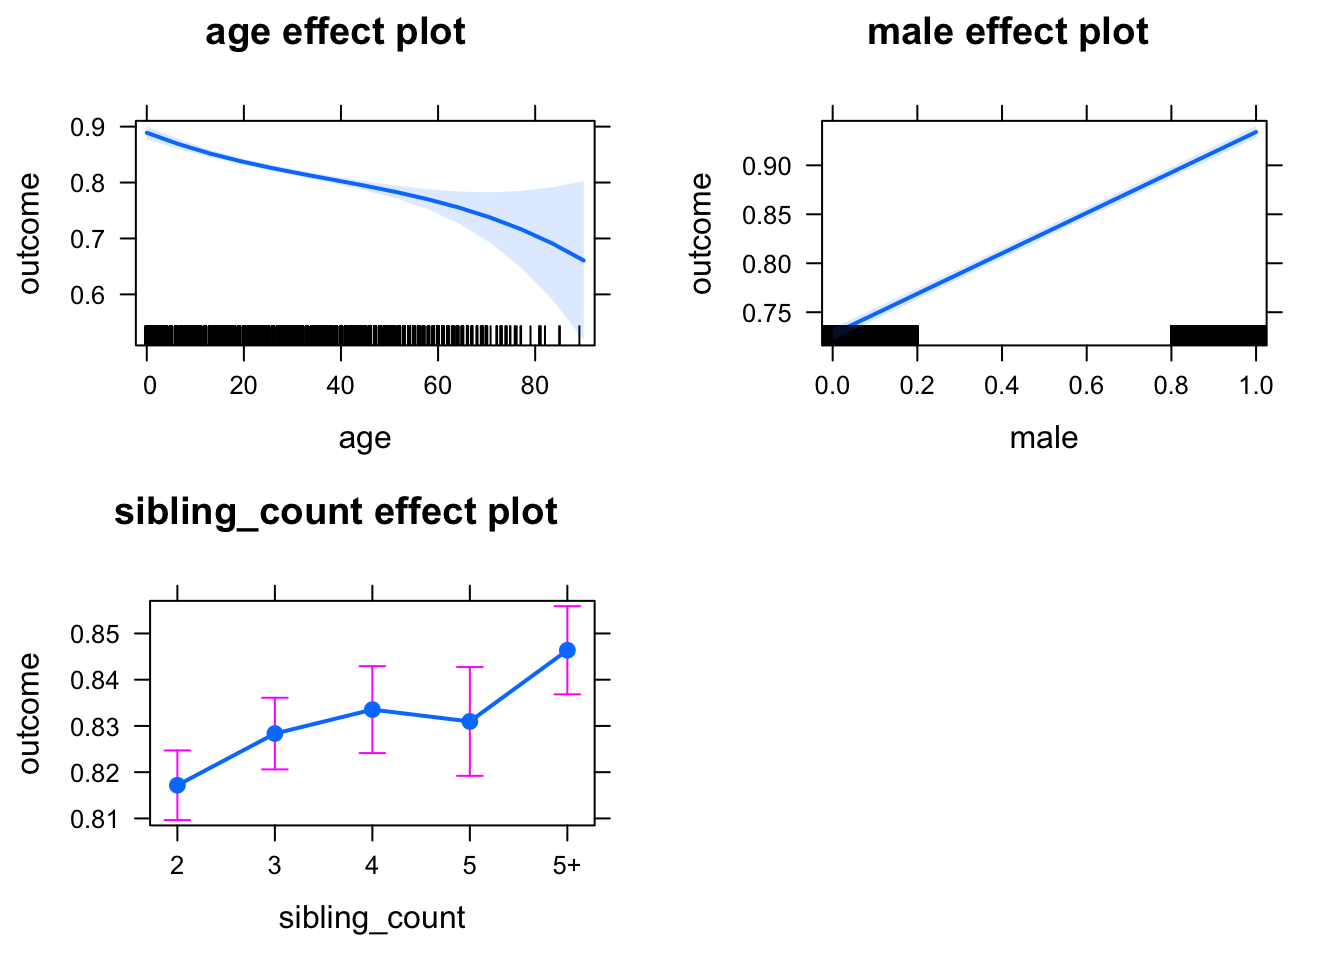 age effect plot
outcome
0.9
0.8
0.7
0.6
0 20 40 60 80
age
male effect plot
outcome
0.90
0.85
0.80
0.75
0.0 0.2 0.4 0.6 0.8 1.0
male
sibling_count effect plot
outcome
0.85
0.84
0.83
0.82
0.81
2 3 4 5 5+
sibling_count